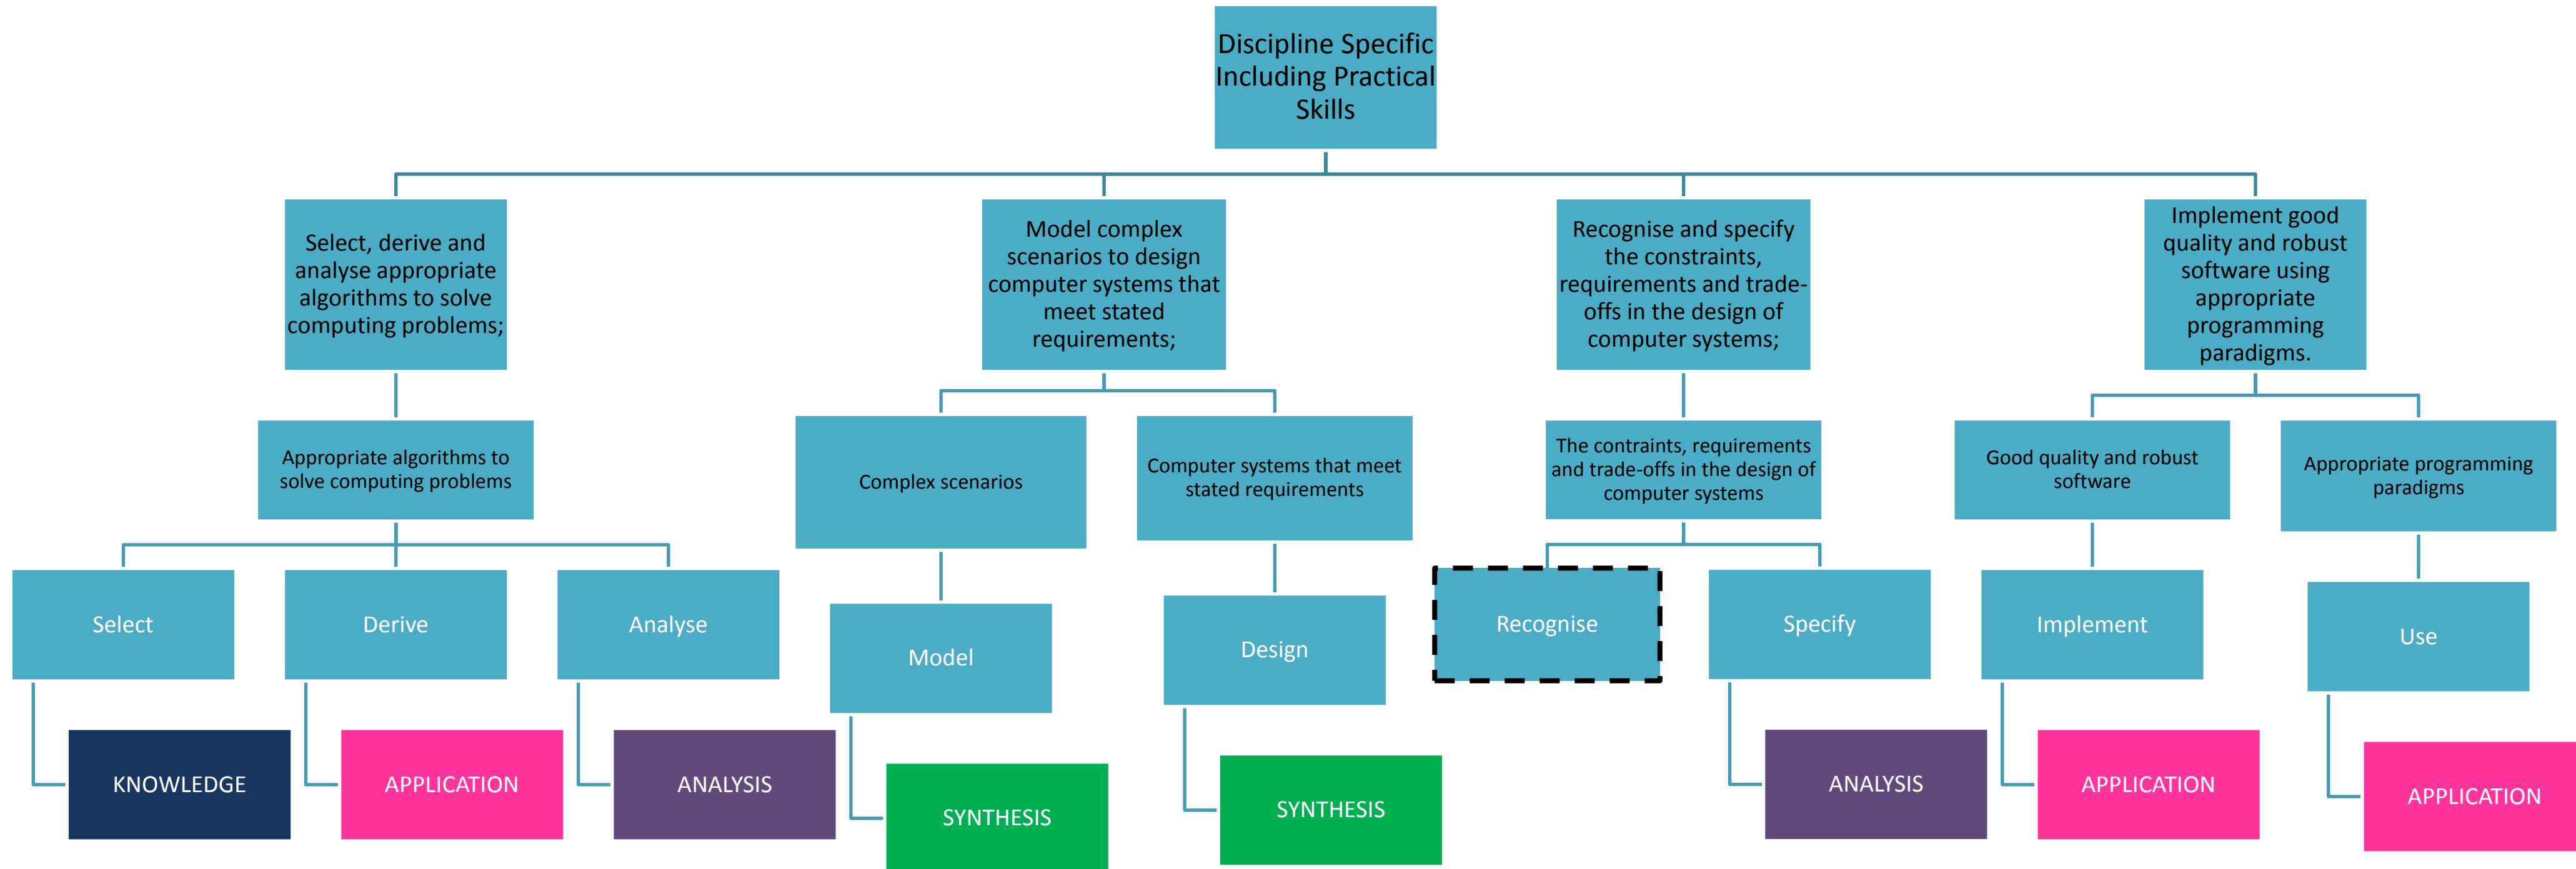 Discipline Specific
Including Practical
Skills
Select, derive and
analyse appropriate
algorithms to solve
computing problems;
Model complex
scenarios to design
computer systems that
meet stated
requirements;
Recognise and specify
the constraints,
requirements and trade-
offs in the design of
computer systems;
Implement good
quality and robust
software using
appropriate
programming
paradigms.
Appropriate algorithms to
solve computing problems
Complex scenarios
Computer systems that meet
stated requirements
The contraints, requirements
and trade-offs in the design of
computer systems
Good quality and robust
software
Appropriate programming
paradigms
Select
Derive
Analyse
Model
Design
Recognise
Specify
Implement
Use
KNOWLEDGE
APPLICATION
ANALYSIS
SYNTHESIS
SYNTHESIS
ANALYSIS
APPLICATION
APPLICATION